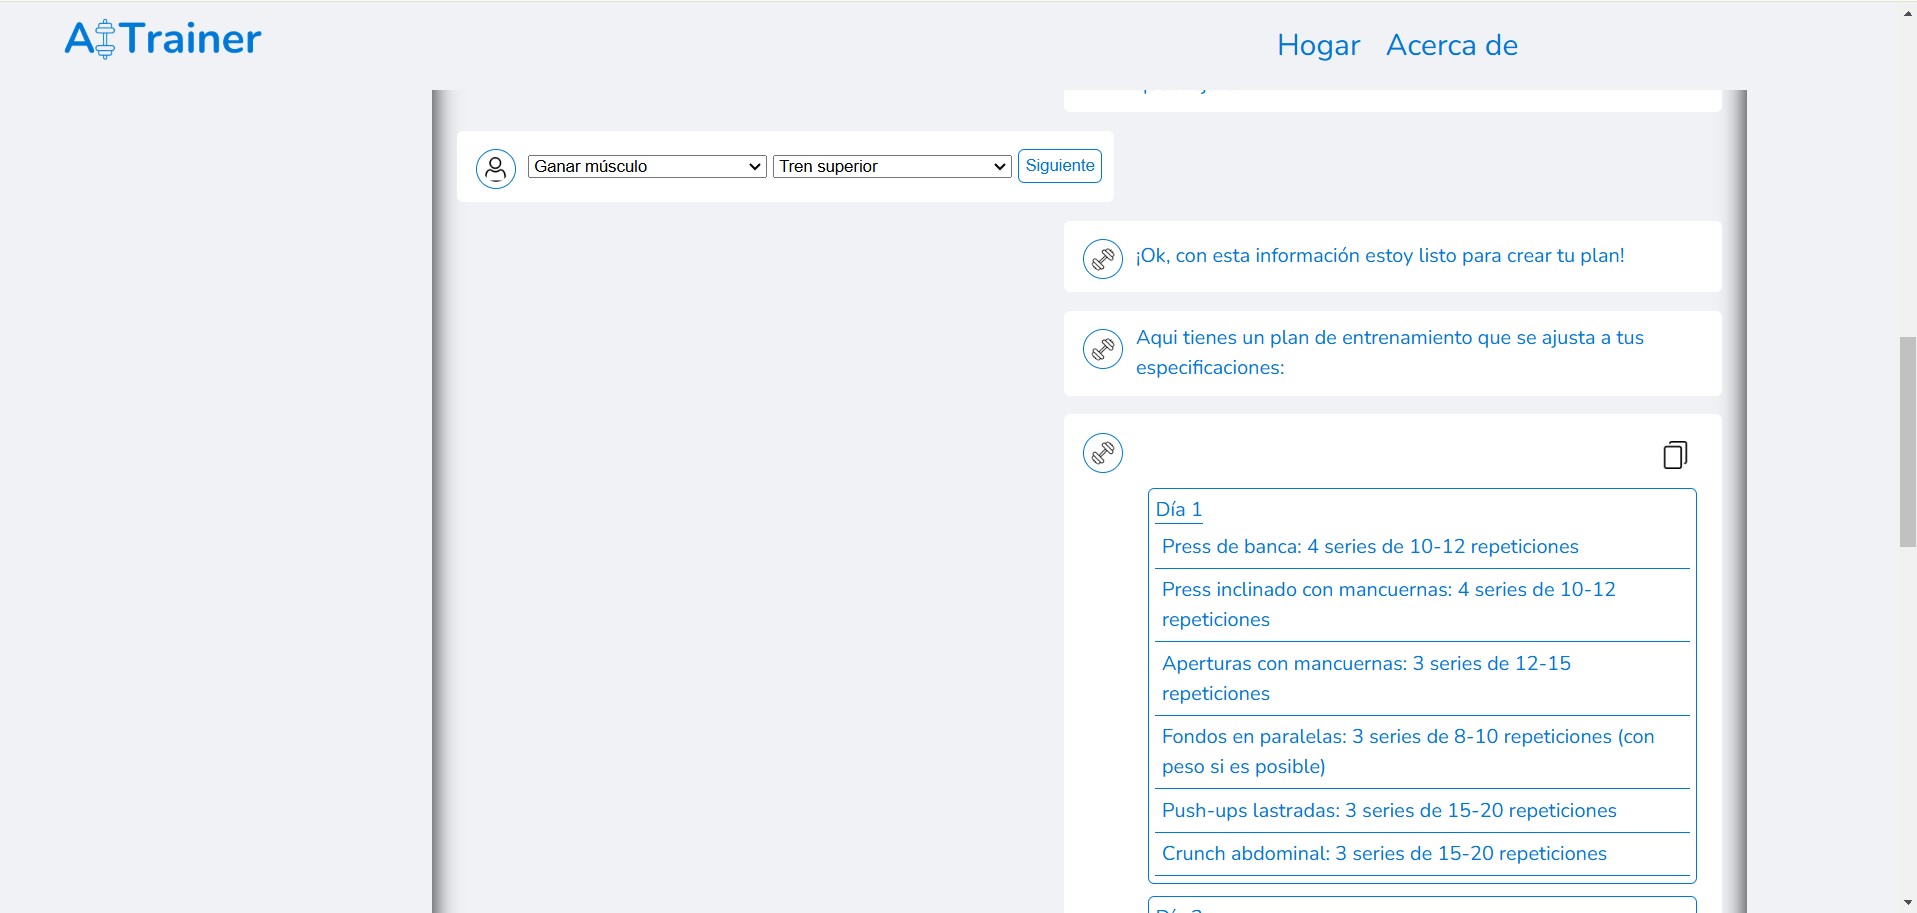 AI Trainer
Hogar Acerca de
Ganar músculo Tren superior Siguiente
¡Ok, con esta información estoy listo para crear tu plan!
Aqui tienes un plan de entrenamiento que se ajusta a tus
especificaciones:
Día 1
Press de banca: 4 series de 10-12 repeticiones
Press inclinado con mancuernas: 4 series de 10-12
repeticiones
Aperturas con mancuernas: 3 series de 12-15
repeticiones
Fondos en paralelas: 3 series de 8-10 repeticiones (con
peso si es posible)
Push-ups lastradas: 3 series de 15-20 repeticiones
Crunch abdominal: 3 series de 15-20 repeticiones